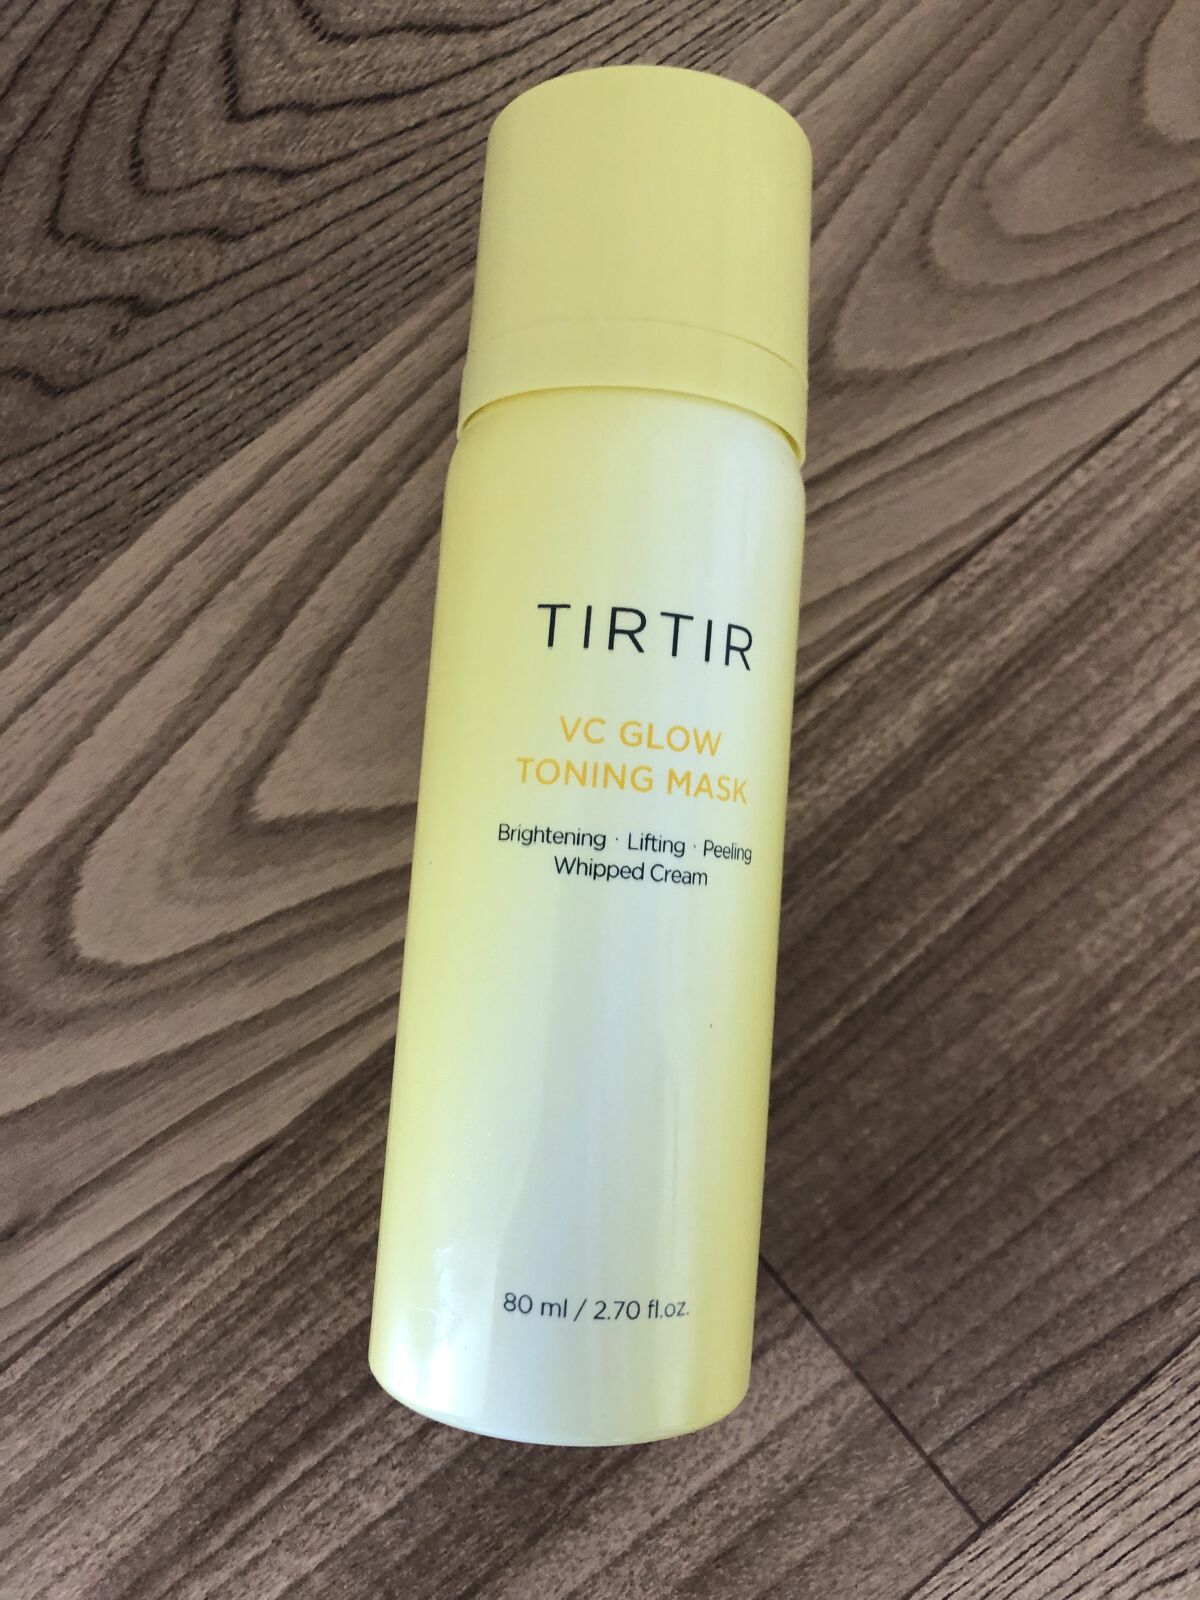 TIRTIR
VC GLOW
TONING MASK
Brightening · Lifting · Peeling
Whipped Cream
80 ml / 2.70 fl.oz.